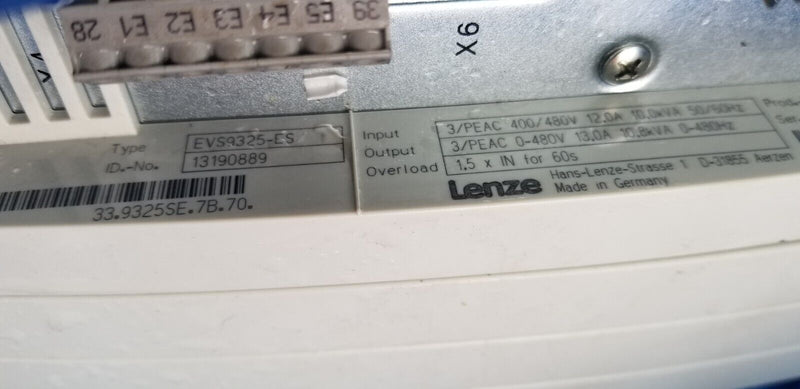 28 E1 E2 E3 E4 E5 39
X6
Type EVS9325-ES
ID.-No. 13190889
33.9325SE.7B.70.
Input 3/PEAC 400/480V 12.0A 10.0kVA 50/60Hz
Output 3/PEAC 0-480V 13.0A 10.8kVA 0-480Hz
Overload 1.5 x IN for 60s
Lenze Hans-Lenze-Strasse 1 D-31855 Aerzen
Made in Germany
Prod.
Ser.